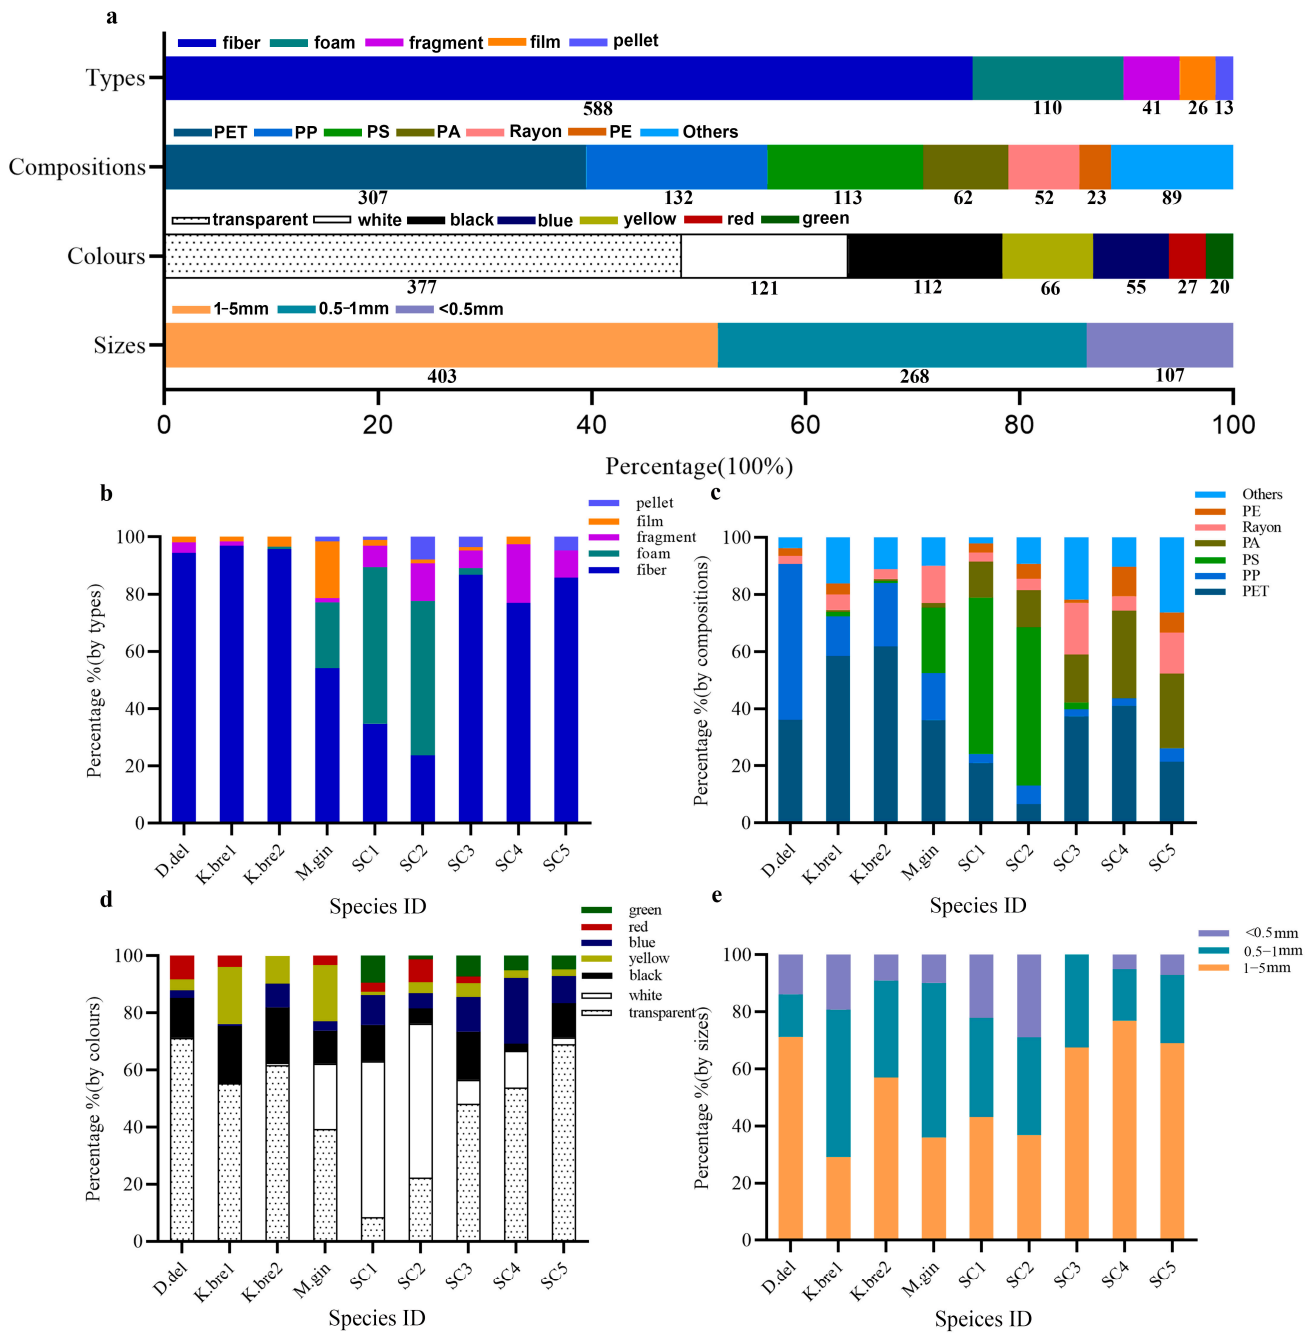 a
fiber foam fragment film pellet
Types
588 110 41 26 13
PET PP PS PA Rayon PE Others
Compositions
307 132 113 62 52 23 89
transparent white black blue yellow red green
Colours
377 121 112 66 55 27 20
1-5mm 0.5-1mm <0.5mm
Sizes
403 268 107
0 20 40 60 80 100
Percentage(100%)
b
pellet
film
fragment
foam
fiber
Percentage %(by types)
100
80
60
40
20
0
D.del K.bre1 K.bre2 M.gin SC1 SC2 SC3 SC4 SC5
Species ID
c
Others
PE
Rayon
PA
PS
PP
PET
Percentage %(by compositions)
100
80
60
40
20
0
D.del K.bre1 K.bre2 M.gin SC1 SC2 SC3 SC4 SC5
Species ID
d
green
red
blue
yellow
black
white
transparent
Percentage %(by colours)
100
80
60
40
20
0
D.del K.bre1 K.bre2 M.gin SC1 SC2 SC3 SC4 SC5
Species ID
e
<0.5mm
0.5-1mm
1-5mm
Percentage %(by sizes)
100
80
60
40
20
0
D.del K.bre1 K.bre2 M.gin SC1 SC2 SC3 SC4 SC5
Speices ID